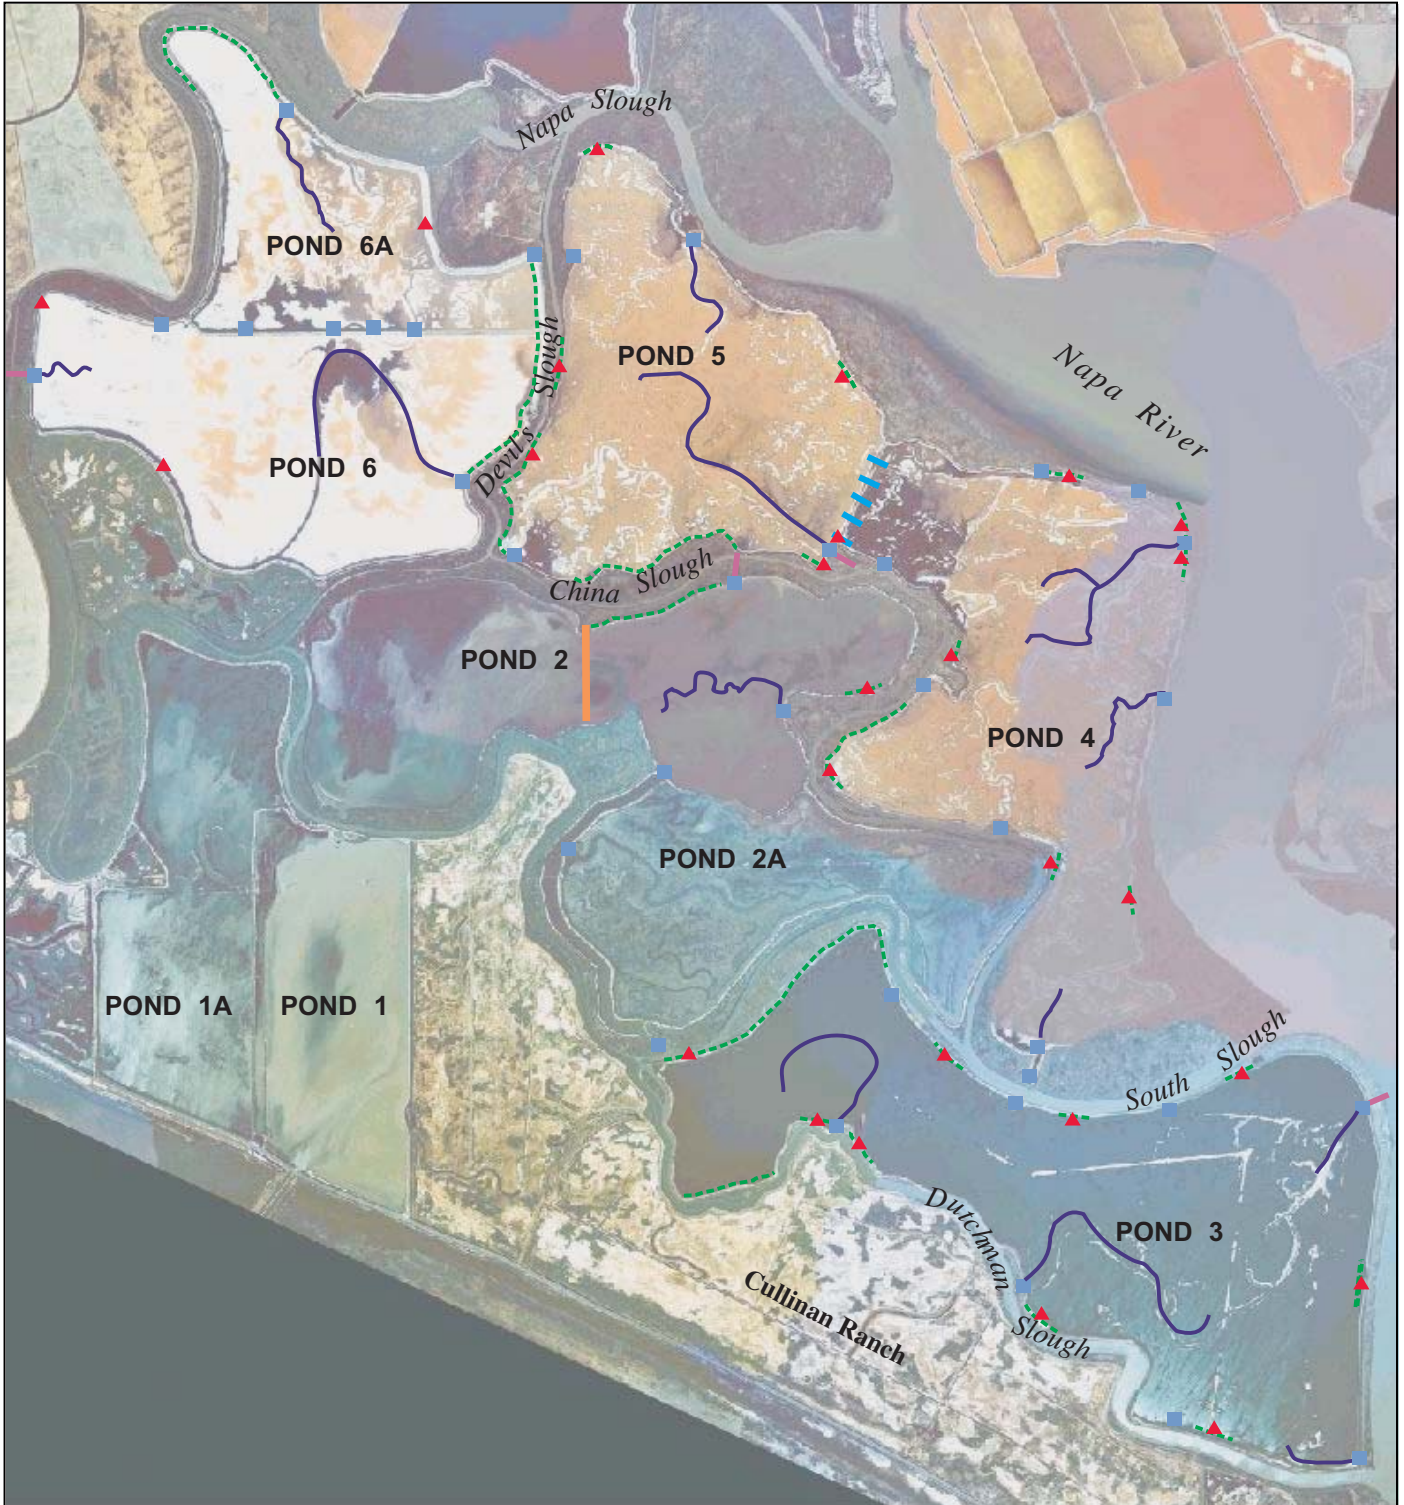 Napa Slough
POND 6A
Slough
POND 5
Napa River
POND 6
Devil's
China Slough
POND 2
POND 4
POND 2A
POND 1A
POND 1
South Slough
Dutchman
POND 3
Cullinan Ranch
Slough